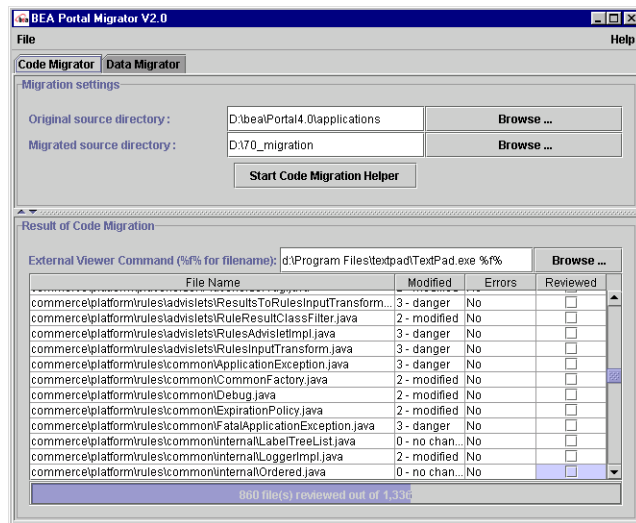 BEA Portal Migrator V2.0
File Help
Code Migrator Data Migrator
Migration settings
Original source directory: D:\bea\Portal4.0\applications Browse ...
Migrated source directory: D:\70_migration Browse ...
Start Code Migration Helper
Result of Code Migration
External Viewer Command (%f% for filename): d:\Program Files\textpad\TextPad.exe %f% Browse ...
File Name Modified Errors Reviewed
commerce\platform\rules\advislets\ResultsToRulesInputTransform... 3 - danger No
commerce\platform\rules\advislets\RuleResultClassFilter.java 2 - modified No
commerce\platform\rules\advislets\RulesAdvisletImpl.java 3 - danger No
commerce\platform\rules\advislets\RulesInputTransform.java 3 - danger No
commerce\platform\rules\common\ApplicationException.java 3 - danger No
commerce\platform\rules\common\CommonFactory.java 2 - modified No
commerce\platform\rules\common\Debug.java 2 - modified No
commerce\platform\rules\common\ExpirationPolicy.java 2 - modified No
commerce\platform\rules\common\FatalApplicationException.java 3 - danger No
commerce\platform\rules\common\internal\LabelTreeList.java 0 - no chan... No
commerce\platform\rules\common\internal\LoggerImpl.java 2 - modified No
commerce\platform\rules\common\internal\Ordered.java 0 - no chan... No
860 file(s) reviewed out of 1,336